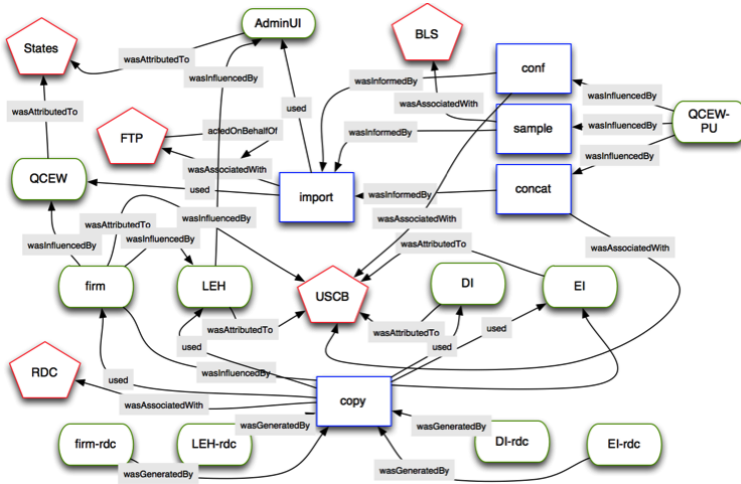 AdminUI
States
BLS
wasAttributedTo
conf
wasInfluencedBy
wasInformedBy
wasInfluencedBy
wasAssociatedWith
wasAttributedTo
used
QCEW-
PU
FTP
actedOnBehalfOf
sample
wasInfluencedBy
wasInformedBy
wasInfluencedBy
wasAssociatedWith
QCEW
used
import
wasInformedBy
concat
wasAttributedTo
wasInfluencedBy
wasAssociatedWith
wasInfluencedBy
wasInfluencedBy
wasAttributedTo
wasAssociatedWith
firm
LEH
USCB
DI
EI
wasAttributedTo
wasAttributedTo
used
used
used
RDC
used
wasInfluencedBy
wasAssociatedWith
copy
wasGeneratedBy
wasGeneratedBy
firm-rdc
LEH-rdc
DI-rdc
EI-rdc
wasGeneratedBy
wasGeneratedBy